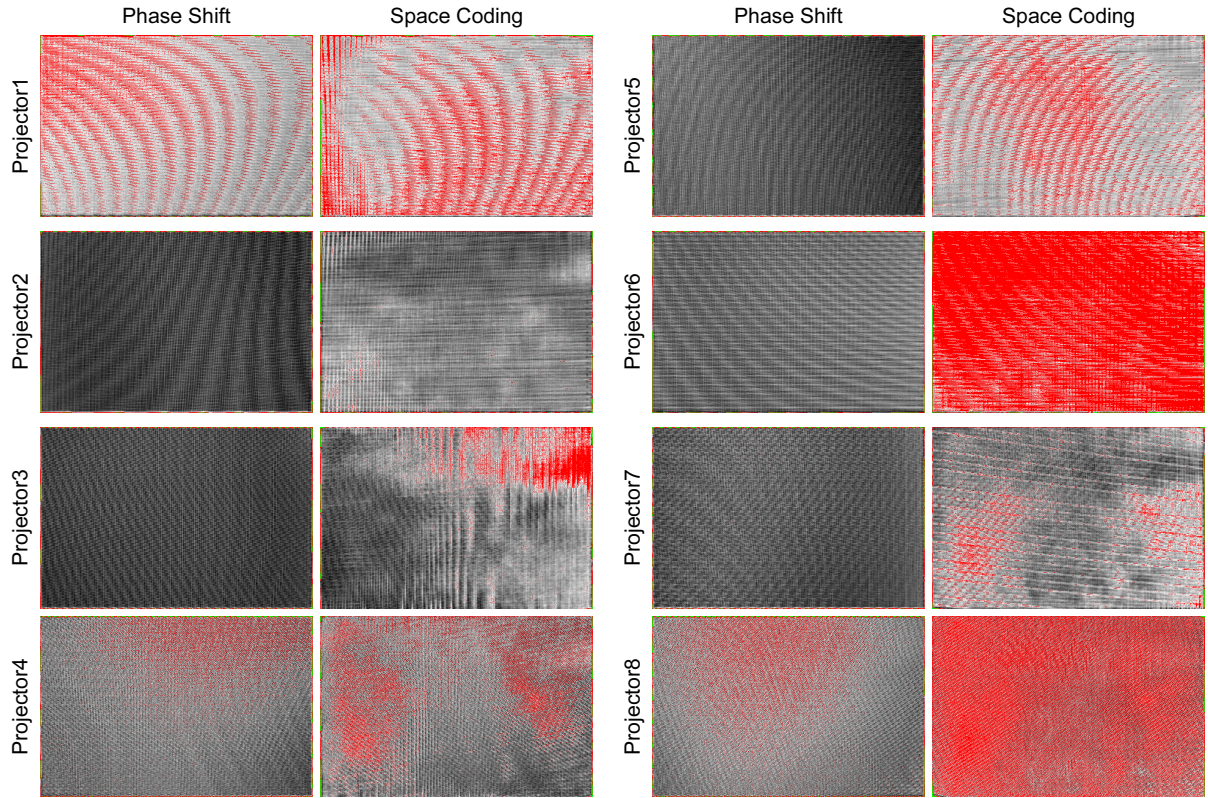 Phase Shift
Space Coding
Phase Shift
Space Coding
Projector1
Projector5
Projector2
Projector6
Projector3
Projector7
Projector4
Projector8